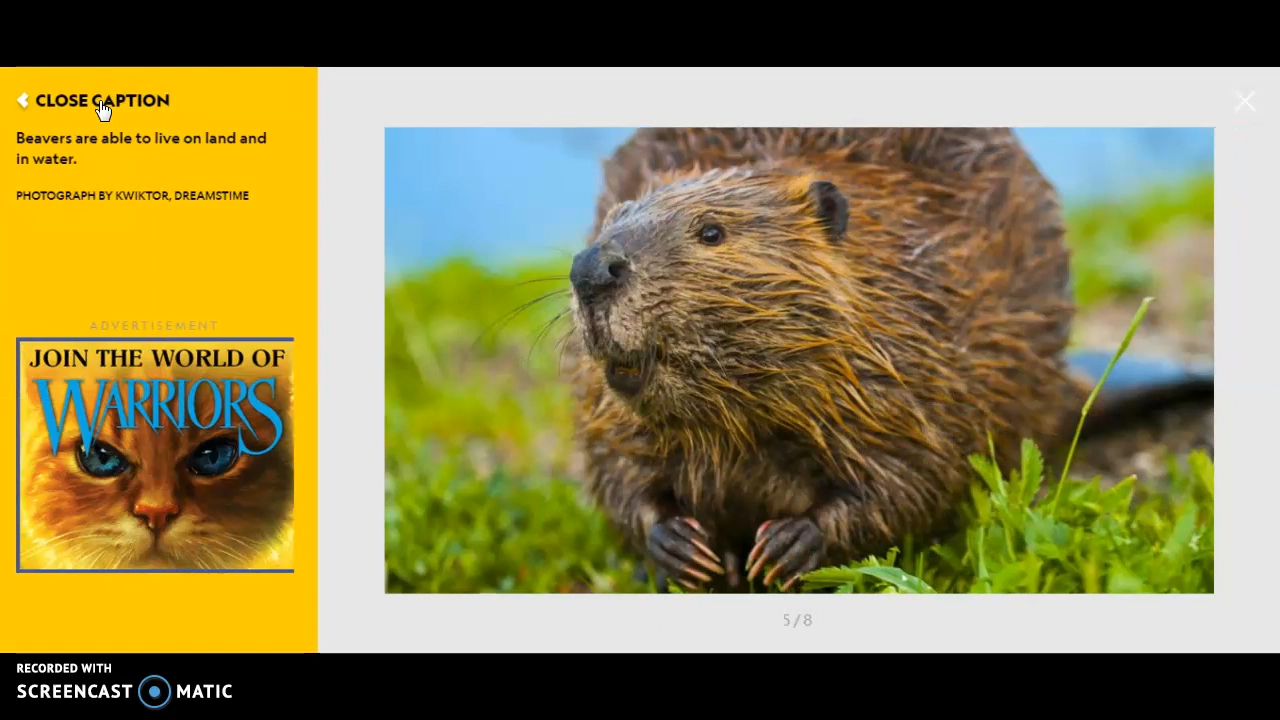 CLOSE CAPTION
Beavers are able to live on land and
in water.
PHOTOGRAPH BY KWIKTOR, DREAMSTIME
ADVERTISEMENT
JOIN THE WORLD OF
WARRIORS
5/8
RECORDED WITH
SCREENCAST MATIC